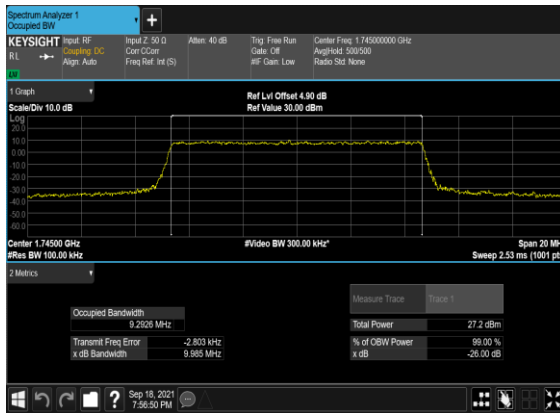 Spectrum Analyzer 1
Occupied BW
KEYSIGHT
RL
Input: RF
Coupling: DC
Align: Auto
Input Z: 50 Ω
Corr CCorr
Freq Ref: Int (S)
Atten: 40 dB
Trig: Free Run
Gate: Off
#IF Gain: Low
Center Freq: 1.745000000 GHz
Avg|Hold: 500/500
Radio Std: None
1 Graph
Scale/Div 10.0 dB
Ref Lvl Offset 4.90 dB
Ref Value 30.00 dBm
Log
20.0
10.0
0.00
-10.0
-20.0
-30.0
-40.0
-50.0
-60.0
Center 1.74500 GHz
#Res BW 100.00 kHz
#Video BW 300.00 kHz*
Span 20 MH
Sweep 2.53 ms (1001 pt
2 Metrics
Measure Trace
Trace 1
Occupied Bandwidth
9.2926 MHz
Total Power
27.2 dBm
Transmit Freq Error
-2.803 kHz
% of OBW Power
99.00 %
x dB Bandwidth
9.985 MHz
x dB
-26.00 dB
?
Sep 18, 2021
7:56:50 PM